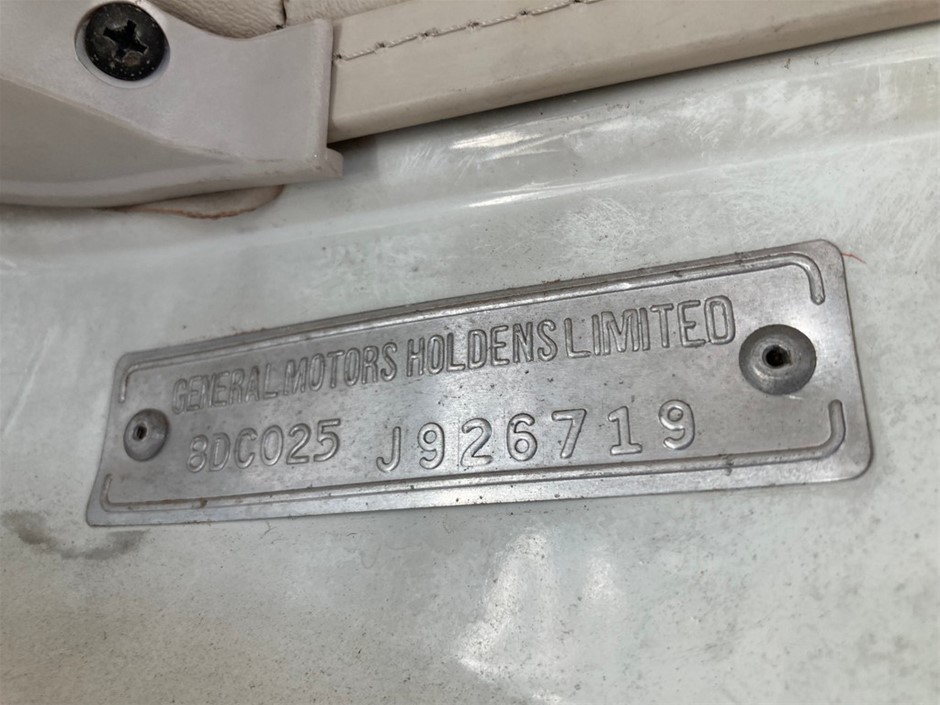 GENERAL MOTORS HOLDENS LIMITED
8DC025 J926719